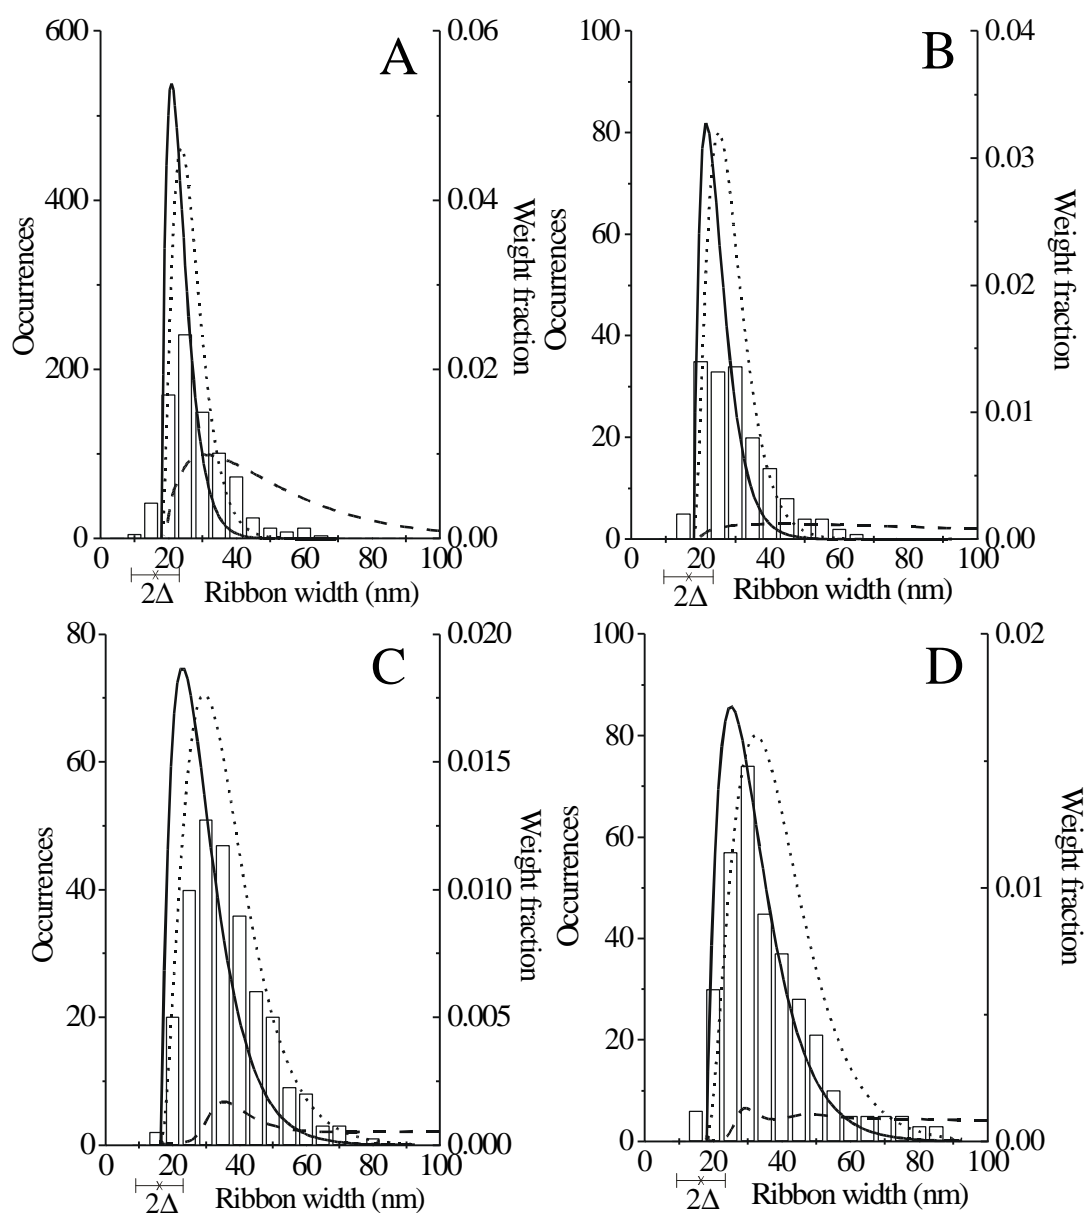 600
400
200
0
0.06
0.04
0.02
0.00
A
Occurrences
Weight fraction
0 20 40 60 80 100
2Δ
Ribbon width (nm)
100
80
60
40
20
0
0.04
0.03
0.02
0.01
0.00
B
Occurrences
Weight fraction
0 20 40 60 80 100
2Δ
Ribbon width (nm)
80
60
40
20
0
0.020
0.015
0.010
0.005
0.000
C
Occurrences
Weight fraction
0 20 40 60 80 100
2Δ
Ribbon width (nm)
100
80
60
40
20
0
0.02
0.01
0.00
D
Occurrences
Weight fraction
0 20 40 60 80 100
2Δ
Ribbon width (nm)